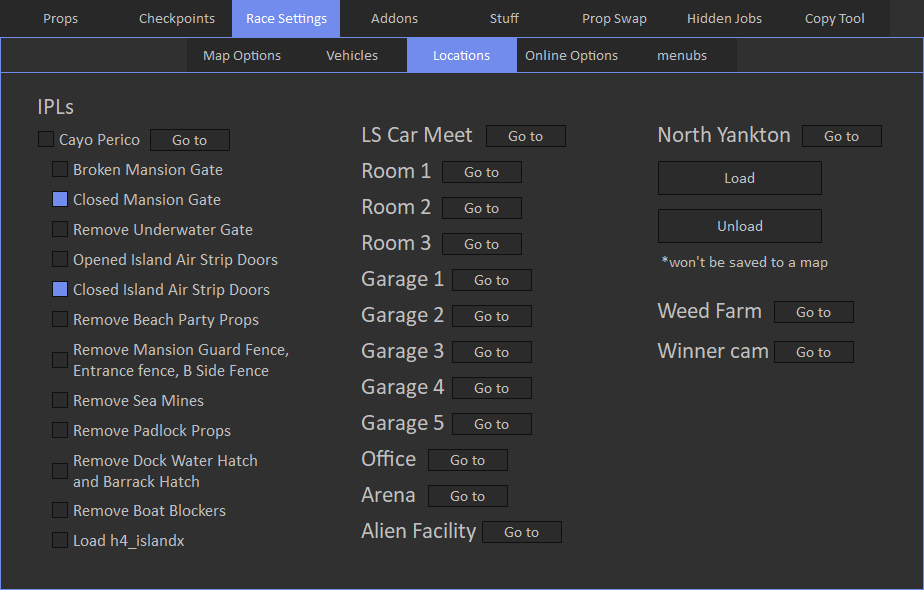 Props Checkpoints Race Settings Addons Stuff Prop Swap Hidden Jobs Copy Tool
Map Options Vehicles Locations Online Options menubs
IPLs
Cayo Perico Go to
Broken Mansion Gate
Closed Mansion Gate
Remove Underwater Gate
Opened Island Air Strip Doors
Closed Island Air Strip Doors
Remove Beach Party Props
Remove Mansion Guard Fence,
Entrance fence, B Side Fence
Remove Sea Mines
Remove Padlock Props
Remove Dock Water Hatch
and Barrack Hatch
Remove Boat Blockers
Load h4_islandx
LS Car Meet Go to
Room 1 Go to
Room 2 Go to
Room 3 Go to
Garage 1 Go to
Garage 2 Go to
Garage 3 Go to
Garage 4 Go to
Garage 5 Go to
Office Go to
Arena Go to
Alien Facility Go to
North Yankton Go to
Load
Unload
*won't be saved to a map
Weed Farm Go to
Winner cam Go to